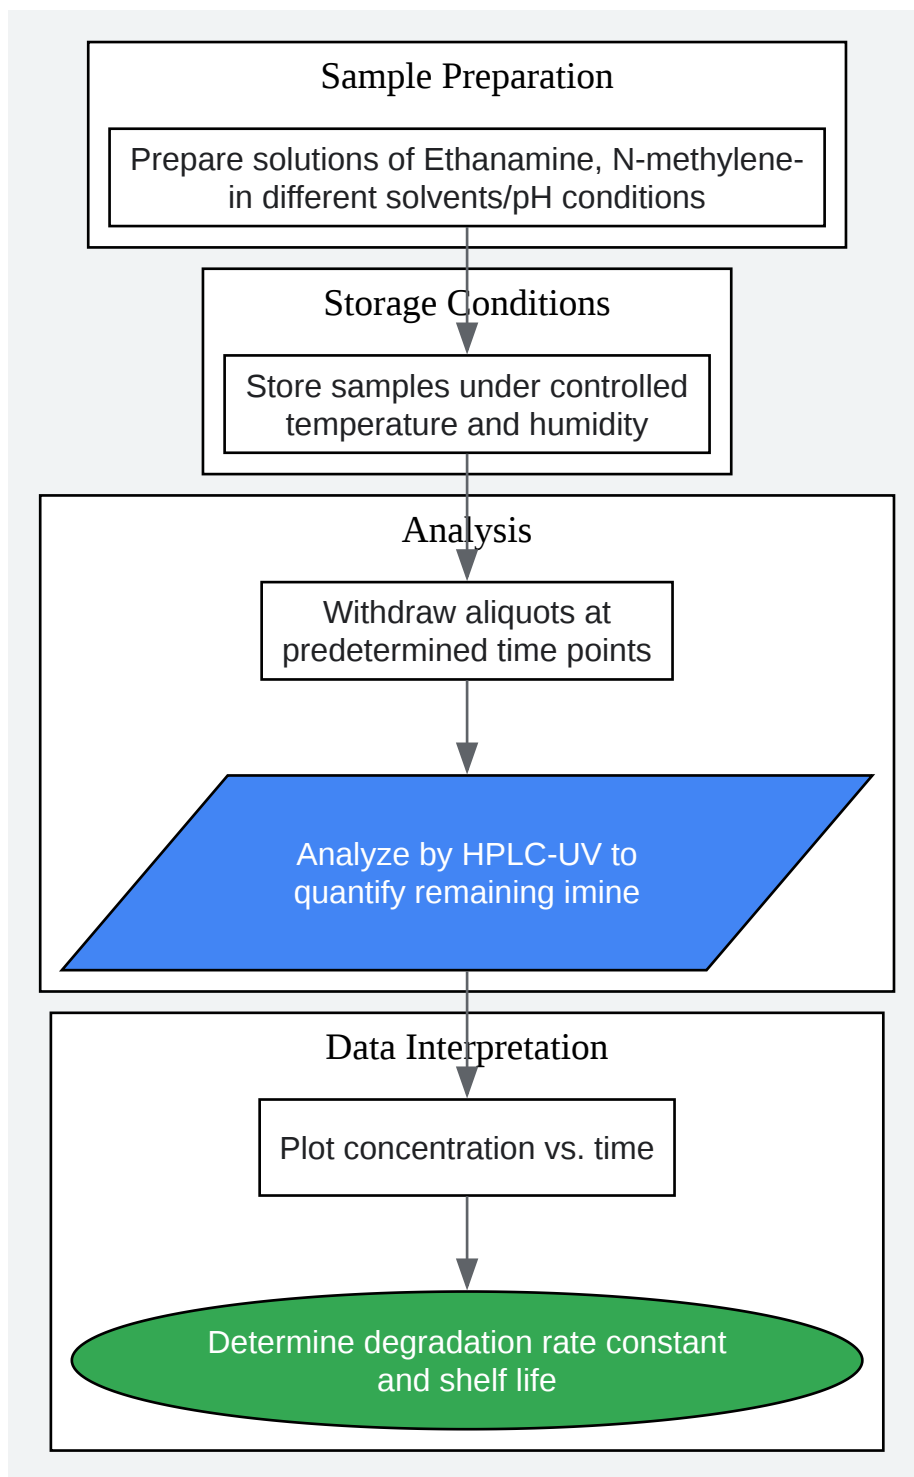 Sample Preparation
Prepare solutions of Ethanamine, N-methylene-
in different solvents/pH conditions
Storage Conditions
Store samples under controlled
temperature and humidity
Analysis
Withdraw aliquots at
predetermined time points
Analyze by HPLC-UV to
quantify remaining imine
Data Interpretation
Plot concentration vs. time
Determine degradation rate constant
and shelf life